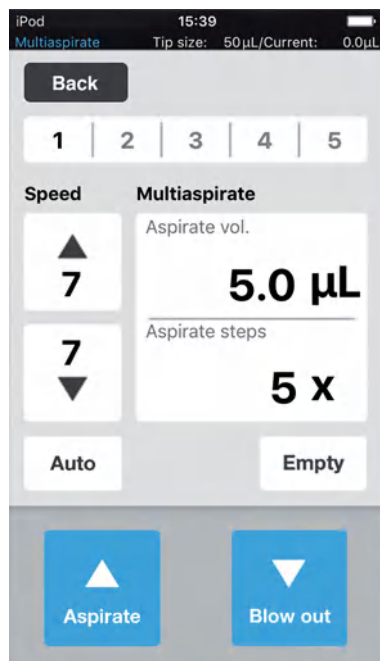 iPod 15:39
Multiaspirate Tip size: 50µL/Current: 0.0µL
Back
1 2 3 4 5
Speed Multiaspirate
Aspirate vol.
7 5.0 µL
Aspirate steps
7 5 x
Auto Empty
Aspirate Blow out